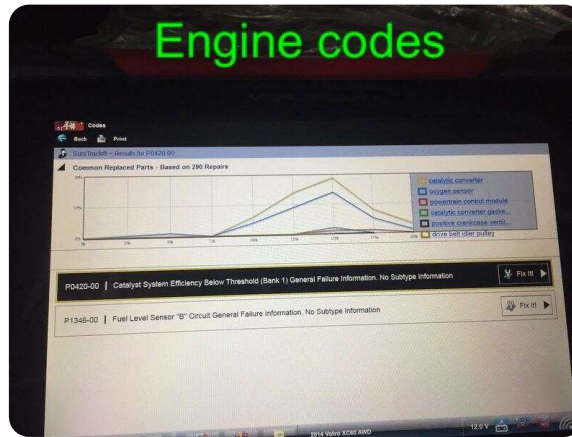 Engine codes
Codes
Back Print
SureTrack® - Results for P0420-00
Common Replaced Parts - Based on 290 Repairs
20%
10%
0%
catalytic converter
oxygen sensor
powertrain control module
catalytic converter gaske...
positive crankcase ventil...
drive belt idler pulley
P0420-00 | Catalyst System Efficiency Below Threshold (Bank 1) General Failure Information. No Subtype Information
Fix It!
P1346-00 | Fuel Level Sensor "B" Circuit General Failure Information. No Subtype Information
Fix It!
2014 Volvo XC60 AWD
12.0 V